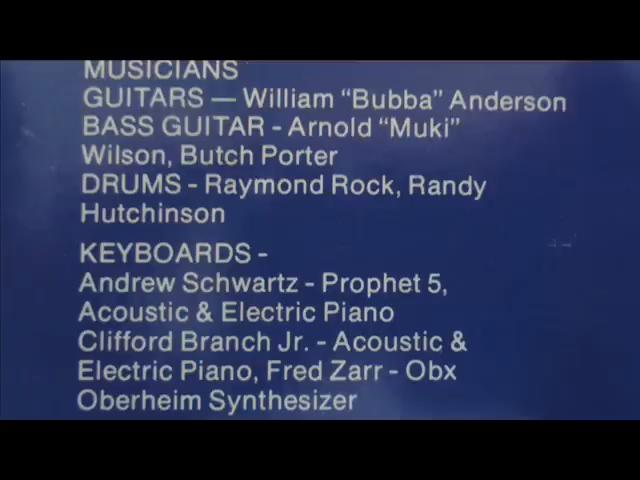 MUSICIANS
GUITARS — William “Bubba” Anderson
BASS GUITAR - Arnold “Muki”
Wilson, Butch Porter
DRUMS - Raymond Rock, Randy
Hutchinson
KEYBOARDS -
Andrew Schwartz - Prophet 5,
Acoustic & Electric Piano
Clifford Branch Jr. - Acoustic &
Electric Piano, Fred Zarr - Obx
Oberheim Synthesizer